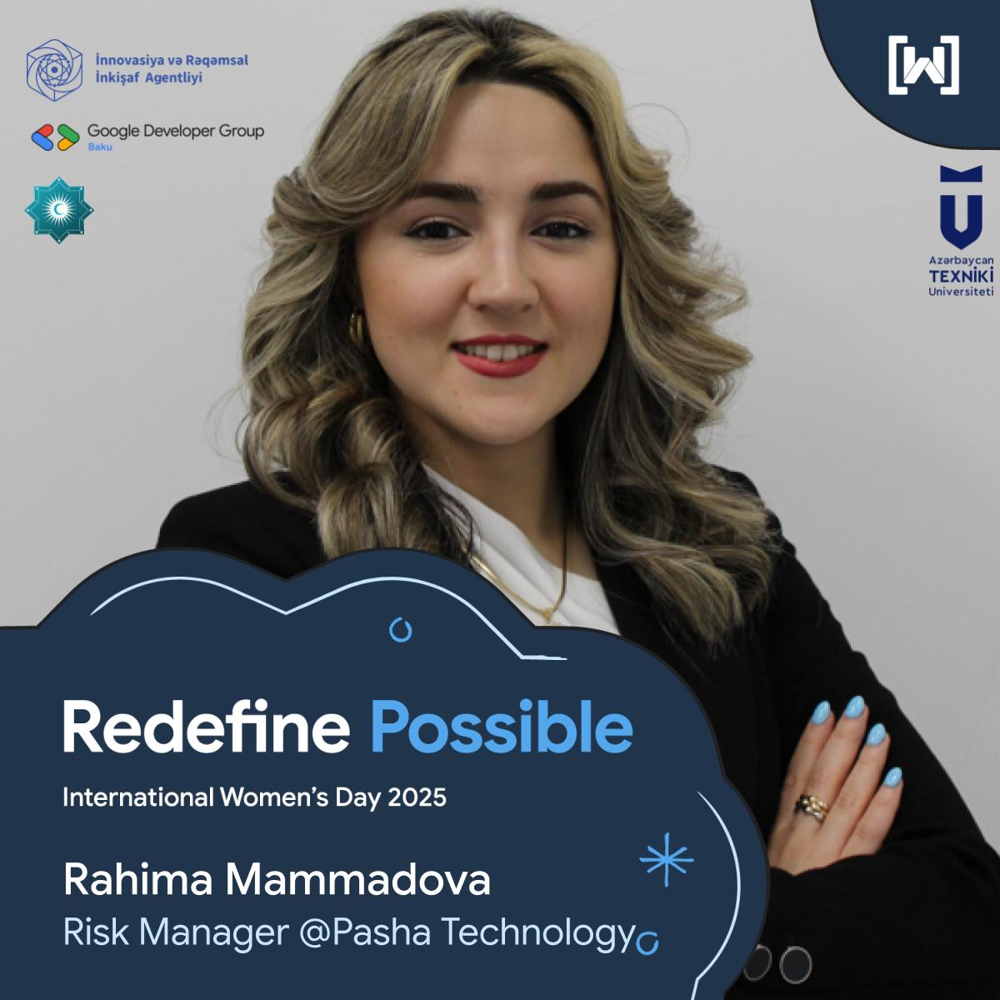 İnnovasiya və Rəqəmsal
İnkişaf Agentliyi
Google Developer Group
Baku
[W]
Azərbaycan
TEXNİKİ
Universiteti
Redefine Possible
International Women’s Day 2025
Rahima Mammadova
Risk Manager @Pasha Technology